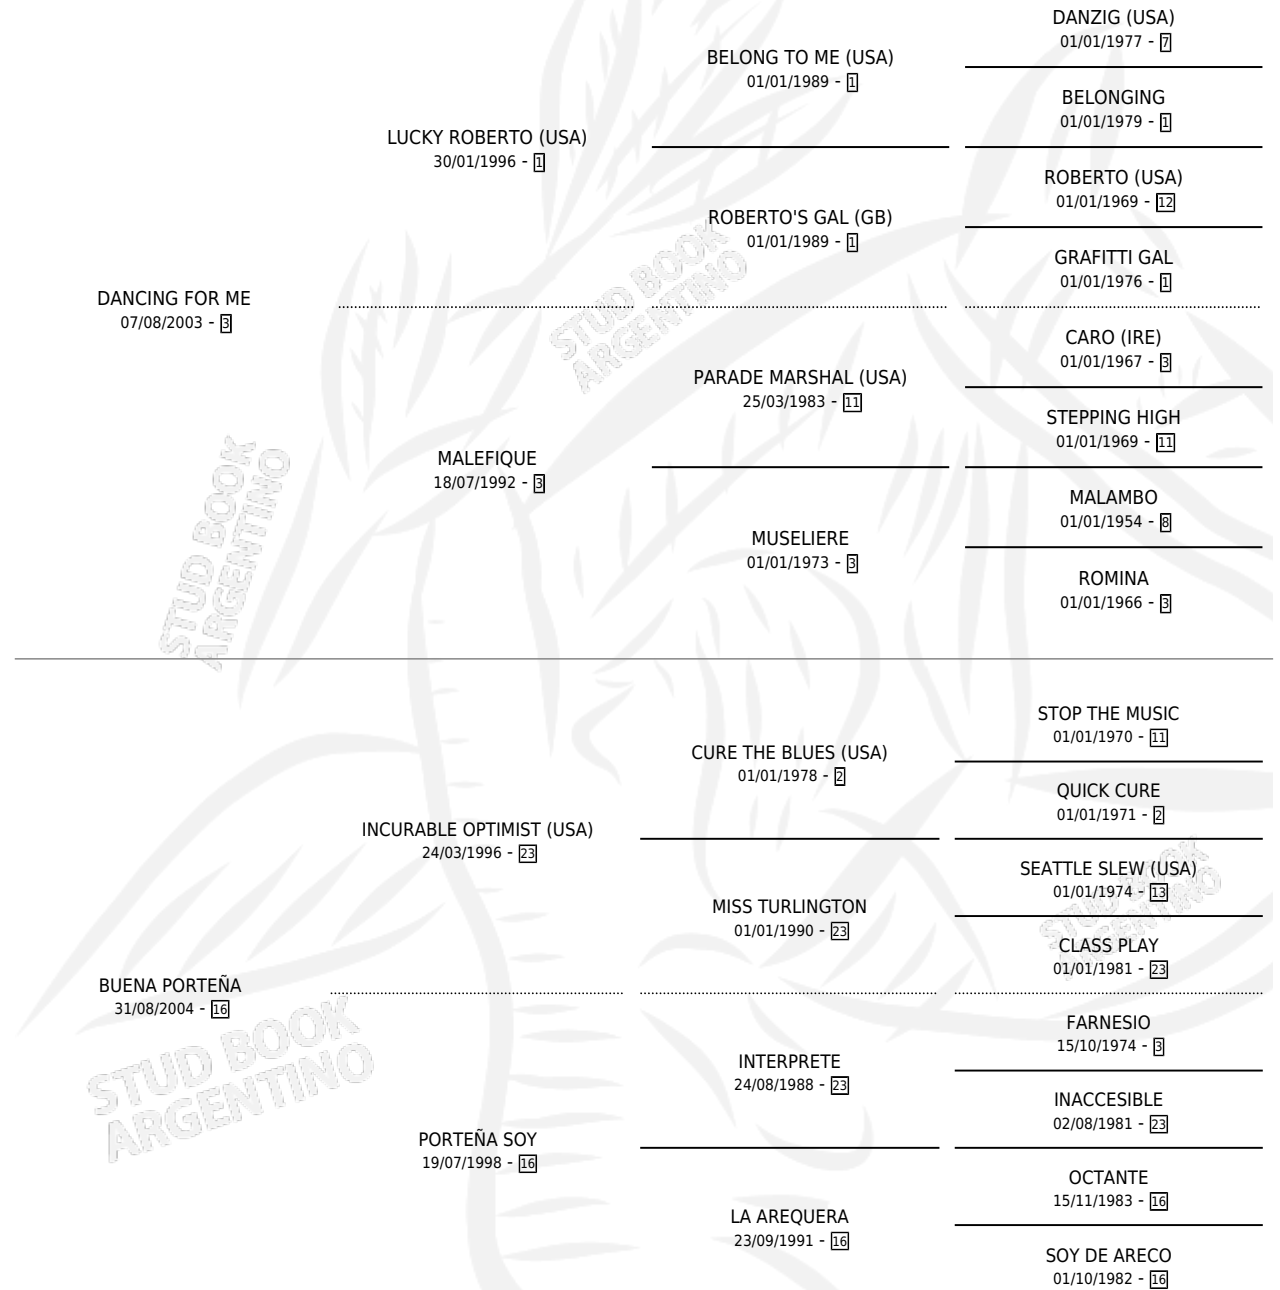 DANZIG (USA)
01/01/1977 - 7
BELONG TO ME (USA)
01/01/1989 - 1
BELONGING
01/01/1979 - 1
LUCKY ROBERTO (USA)
30/01/1996 - 1
ROBERTO (USA)
01/01/1969 - 12
ROBERTO'S GAL (GB)
01/01/1989 - 1
GRAFITTI GAL
01/01/1976 - 1
DANCING FOR ME
07/08/2003 - 3
CARO (IRE)
01/01/1967 - 3
PARADE MARSHAL (USA)
25/03/1983 - 11
STEPPING HIGH
01/01/1969 - 11
MALEFIQUE
18/07/1992 - 3
MALAMBO
01/01/1954 - 8
MUSELIERE
01/01/1973 - 3
ROMINA
01/01/1966 - 3
STOP THE MUSIC
01/01/1970 - 11
CURE THE BLUES (USA)
01/01/1978 - 2
QUICK CURE
01/01/1971 - 2
INCURABLE OPTIMIST (USA)
24/03/1996 - 23
SEATTLE SLEW (USA)
01/01/1974 - 13
MISS TURLINGTON
01/01/1990 - 23
CLASS PLAY
01/01/1981 - 23
BUENA PORTEÑA
31/08/2004 - 16
FARNESIO
15/10/1974 - 3
INTERPRETE
24/08/1988 - 23
INACCESIBLE
02/08/1981 - 23
PORTEÑA SOY
19/07/1998 - 16
OCTANTE
15/11/1983 - 16
LA AREQUERA
23/09/1991 - 16
SOY DE ARECO
01/10/1982 - 16
STUD BOOK
ARGENTINO
STUD BOOK
ARGENTINO
STUD BOOK
ARGENTINO
STUD BOOK
ARGENTINO